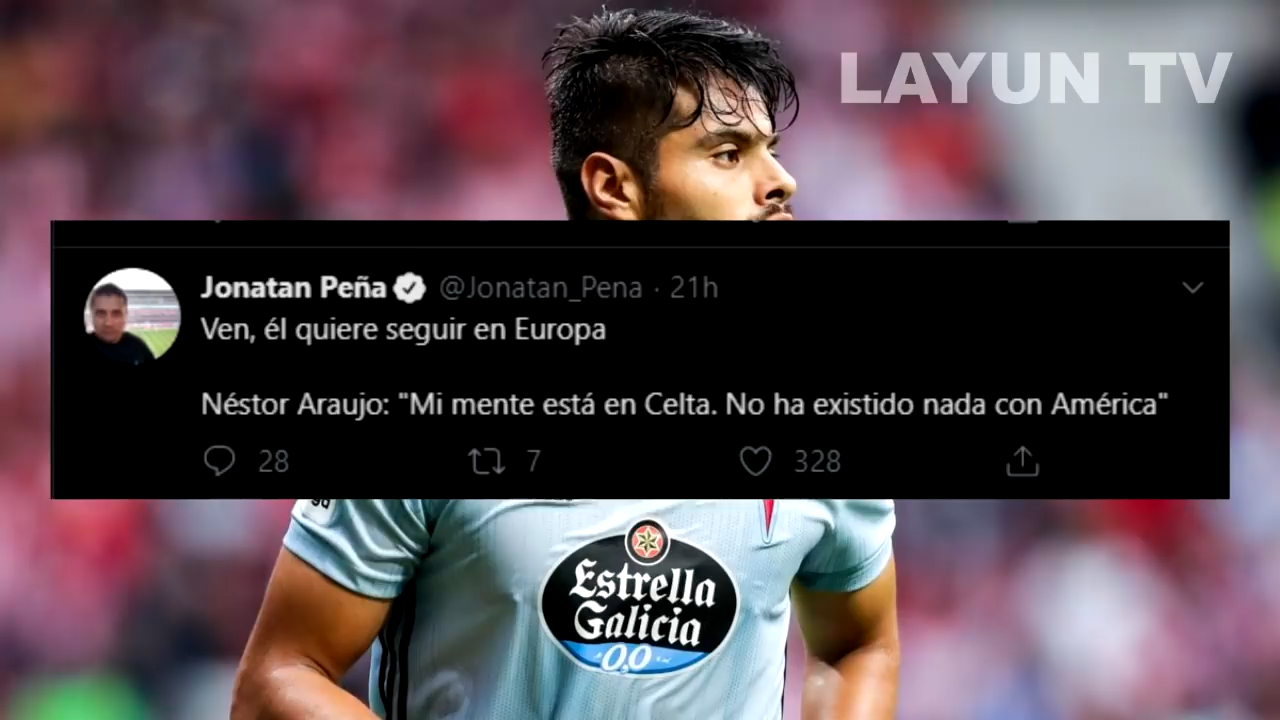 LAYUN TV
Jonatan Peña @Jonatan_Pena · 21h
Ven, él quiere seguir en Europa
Néstor Araujo: "Mi mente está en Celta. No ha existido nada con América"
28 7 328
Estrella
Galicia
0,0